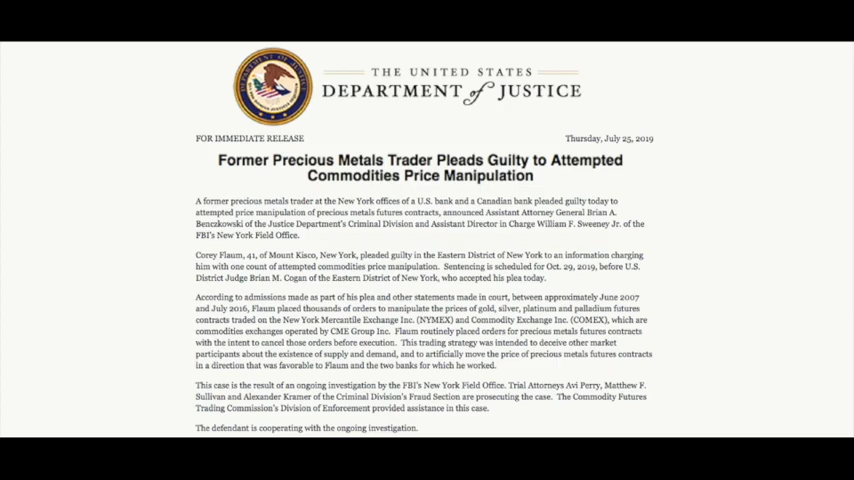 THE UNITED STATES
DEPARTMENT of JUSTICE
FOR IMMEDIATE RELEASE
Thursday, July 25, 2019
Former Precious Metals Trader Pleads Guilty to Attempted
Commodities Price Manipulation
A former precious metals trader at the New York offices of a U.S. bank and a Canadian bank pleaded guilty today to
attempted price manipulation of precious metals futures contracts, announced Assistant Attorney General Brian A.
Benczkowski of the Justice Department's Criminal Division and Assistant Director in Charge William F. Sweeney Jr. of the
FBI's New York Field Office.
Corey Flaum, 41, of Mount Kisco, New York, pleaded guilty in the Eastern District of New York to an information charging
him with one count of attempted commodities price manipulation.  Sentencing is scheduled for Oct. 29, 2019, before U.S.
District Judge Brian M. Cogan of the Eastern District of New York, who accepted his plea today.
According to admissions made as part of his plea and other statements made in court, between approximately June 2007
and July 2016, Flaum placed thousands of orders to manipulate the prices of gold, silver, platinum and palladium futures
contracts traded on the New York Mercantile Exchange Inc. (NYMEX) and Commodity Exchange Inc. (COMEX), which are
commodities exchanges operated by CME Group Inc.  Flaum routinely placed orders for precious metals futures contracts
with the intent to cancel those orders before execution.  This trading strategy was intended to deceive other market
participants about the existence of supply and demand, and to artificially move the price of precious metals futures contracts
in a direction that was favorable to Flaum and the two banks for which he worked.
This case is the result of an ongoing investigation by the FBI's New York Field Office. Trial Attorneys Avi Perry, Matthew F.
Sullivan and Alexander Kramer of the Criminal Division's Fraud Section are prosecuting the case.  The Commodity Futures
Trading Commission's Division of Enforcement provided assistance in this case.
The defendant is cooperating with the ongoing investigation.